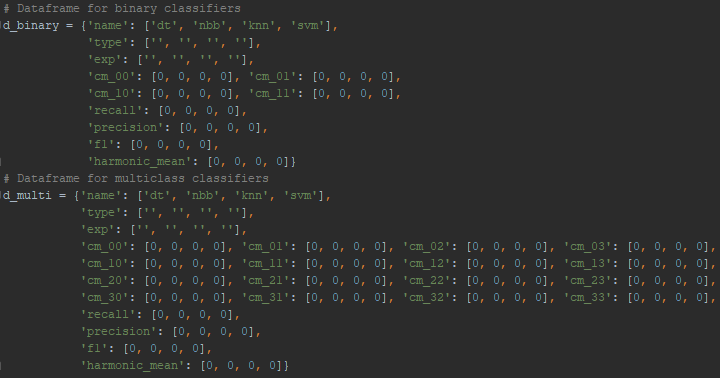 # Dataframe for binary classifiers
d_binary = {'name': ['dt', 'nbb', 'knn', 'svm'],
'type': ['', '', '', ''],
'exp': ['', '', '', ''],
'cm_00': [0, 0, 0, 0], 'cm_01': [0, 0, 0, 0],
'cm_10': [0, 0, 0, 0], 'cm_11': [0, 0, 0, 0],
'recall': [0, 0, 0, 0],
'precision': [0, 0, 0, 0],
'f1': [0, 0, 0, 0],
'harmonic_mean': [0, 0, 0, 0]}
# Dataframe for multiclass classifiers
d_multi = {'name': ['dt', 'nbb', 'knn', 'svm'],
'type': ['', '', '', ''],
'exp': ['', '', '', ''],
'cm_00': [0, 0, 0, 0], 'cm_01': [0, 0, 0, 0], 'cm_02': [0, 0, 0, 0], 'cm_03': [0, 0, 0, 0],
'cm_10': [0, 0, 0, 0], 'cm_11': [0, 0, 0, 0], 'cm_12': [0, 0, 0, 0], 'cm_13': [0, 0, 0, 0],
'cm_20': [0, 0, 0, 0], 'cm_21': [0, 0, 0, 0], 'cm_22': [0, 0, 0, 0], 'cm_23': [0, 0, 0, 0],
'cm_30': [0, 0, 0, 0], 'cm_31': [0, 0, 0, 0], 'cm_32': [0, 0, 0, 0], 'cm_33': [0, 0, 0, 0],
'recall': [0, 0, 0, 0],
'precision': [0, 0, 0, 0],
'f1': [0, 0, 0, 0],
'harmonic_mean': [0, 0, 0, 0]}